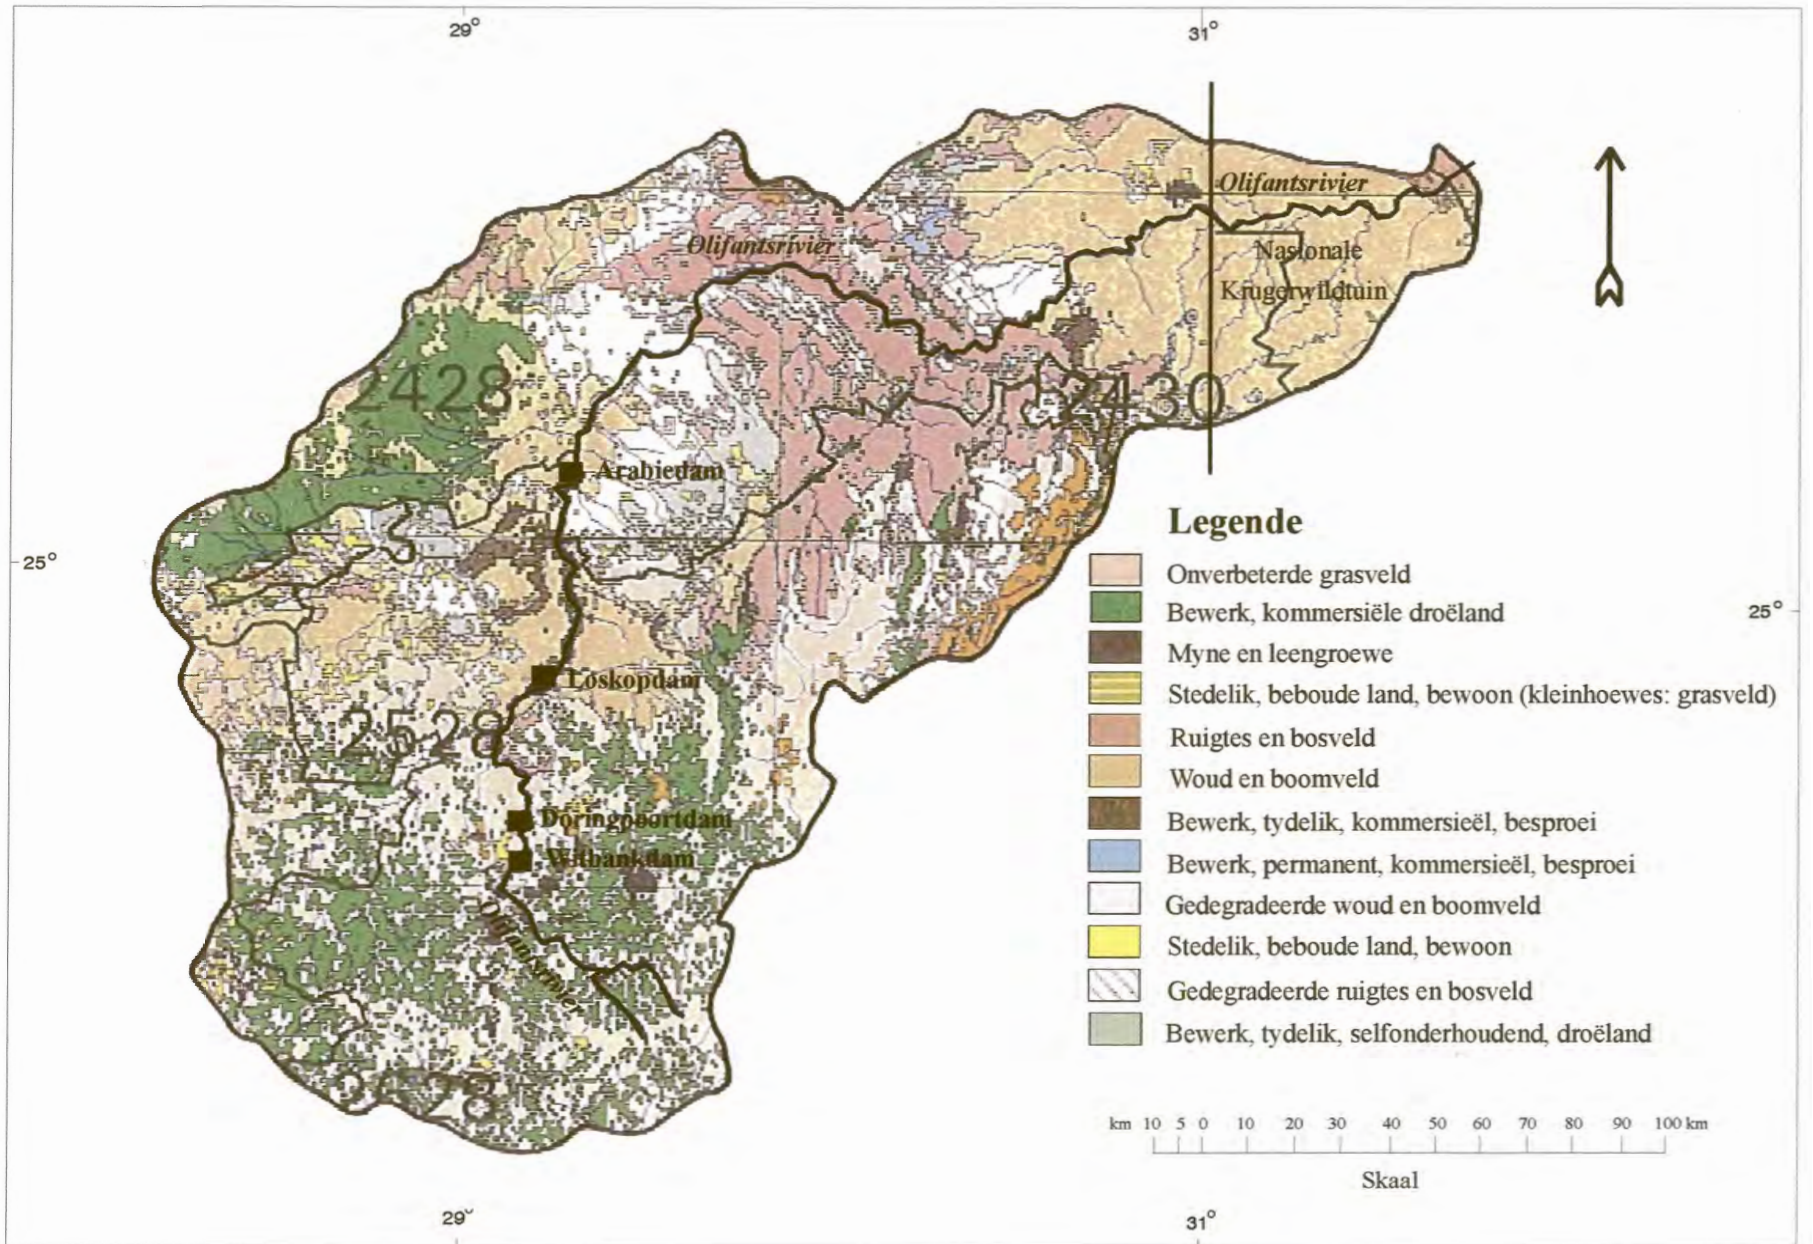 29°
31°
Olifantsrivier
Olifantsrivier
Nasionale
Krugerwildtuin
2428
2430
Arabiedam
Legende
25°
Onverbeterde grasveld
Bewerk, kommersiële droëland
25°
Myne en leengroewe
Loskopdam
Stedelik, beboude land, bewoon (kleinhoewes: grasveld)
2528
Ruigtes en bosveld
Woud en boomveld
Doringpoortdam
Bewerk, tydelik, kommersieël, besproei
Witbankdam
Bewerk, permanent, kommersieël, besproei
Gedegradeerde woud en boomveld
Olifantsrivier
Stedelik, beboude land, bewoon
Gedegradeerde ruigtes en bosveld
Bewerk, tydelik, selfonderhoudend, droëland
2628
km 10 5 0 10 20 30 40 50 60 70 80 90 100 km
Skaal
29°
31°